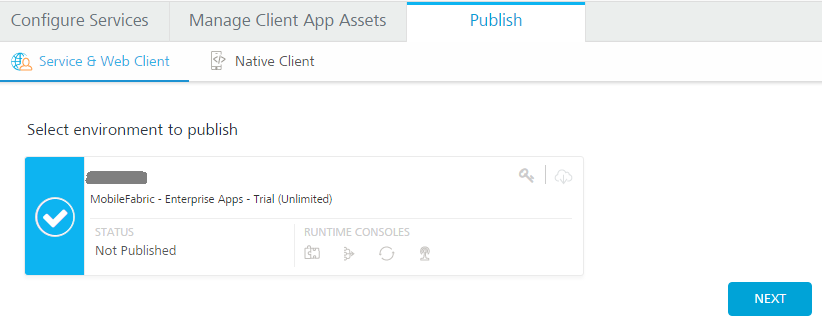 Configure Services Manage Client App Assets Publish
Service & Web Client Native Client
Select environment to publish
MobileFabric - Enterprise Apps - Trial (Unlimited)
STATUS RUNTIME CONSOLES
Not Published
NEXT